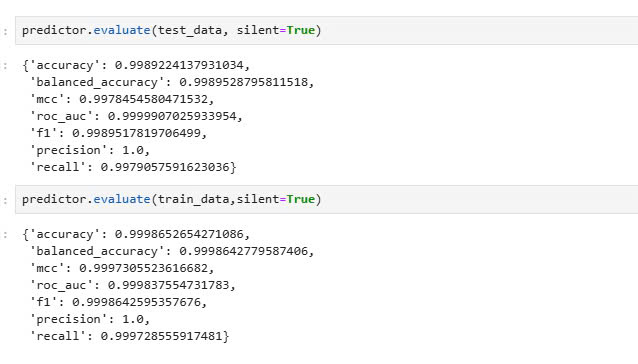 predictor.evaluate(test_data, silent=True)
{'accuracy': 0.9989224137931034,
'balanced_accuracy': 0.9989528795811518,
'mcc': 0.9978454580471532,
'roc_auc': 0.9999907025933954,
'f1': 0.9989517819706499,
'precision': 1.0,
'recall': 0.9979057591623036}
predictor.evaluate(train_data,silent=True)
{'accuracy': 0.9998652654271086,
'balanced_accuracy': 0.9998642779587406,
'mcc': 0.9997305523616682,
'roc_auc': 0.999837554731783,
'f1': 0.9998642595357676,
'precision': 1.0,
'recall': 0.999728555917481}